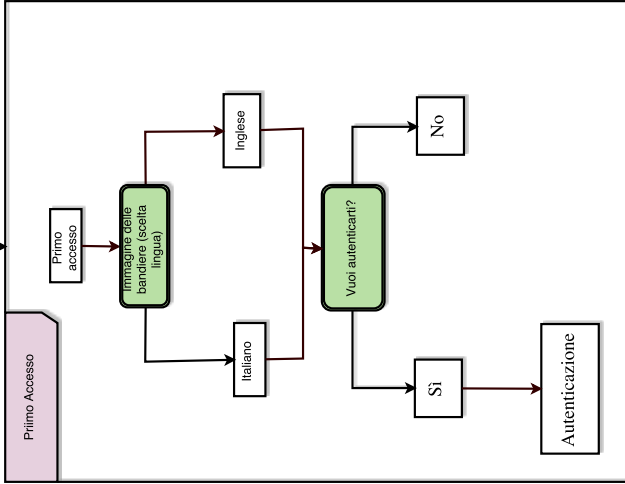 Priimo Accesso
Primo
accesso
Immagine delle
bandiere (scelta
lingua)
Italiano
Inglese
Vuoi autenticarti?
Sì
No
Autenticazione